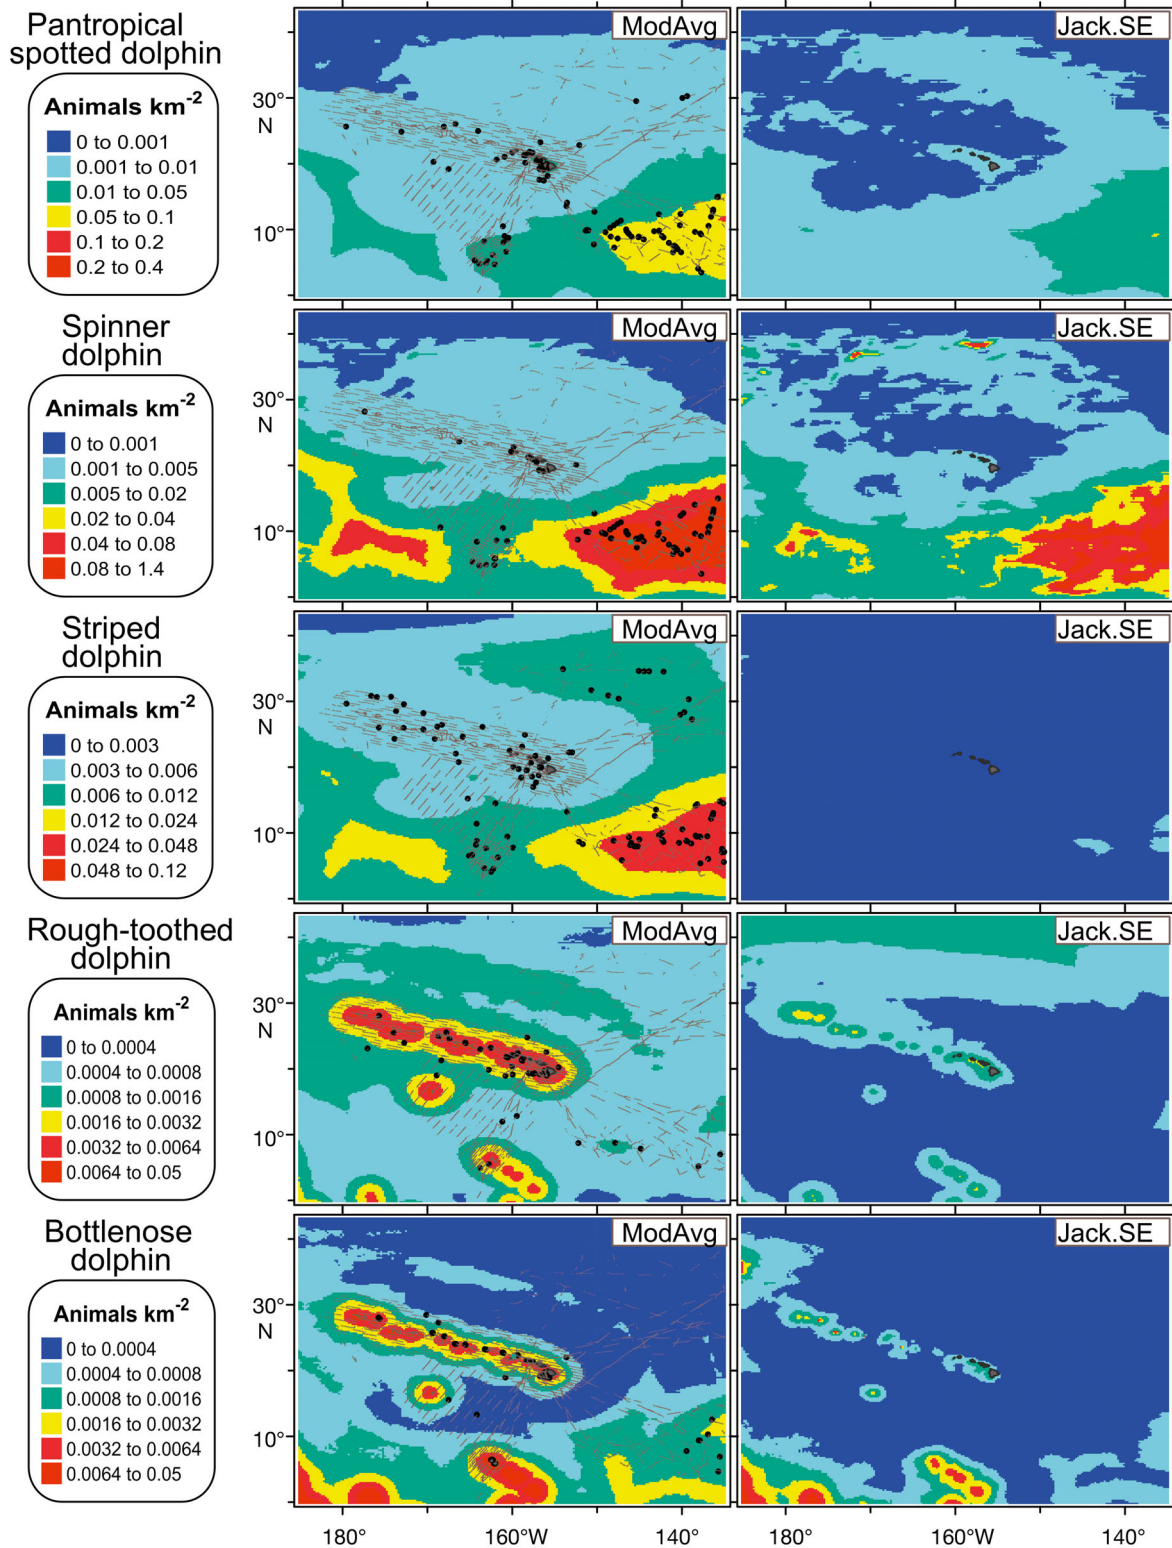 Pantropical
spotted dolphin
Animals km-2
0 to 0.001
0.001 to 0.01
0.01 to 0.05
0.05 to 0.1
0.1 to 0.2
0.2 to 0.4
ModAvg
Jack.SE
30°
N
10°
Spinner
dolphin
Animals km-2
0 to 0.001
0.001 to 0.005
0.005 to 0.02
0.02 to 0.04
0.04 to 0.08
0.08 to 1.4
ModAvg
Jack.SE
30°
N
10°
Striped
dolphin
Animals km-2
0 to 0.003
0.003 to 0.006
0.006 to 0.012
0.012 to 0.024
0.024 to 0.048
0.048 to 0.12
ModAvg
Jack.SE
30°
N
10°
Rough-toothed
dolphin
Animals km-2
0 to 0.0004
0.0004 to 0.0008
0.0008 to 0.0016
0.0016 to 0.0032
0.0032 to 0.0064
0.0064 to 0.05
ModAvg
Jack.SE
30°
N
10°
Bottlenose
dolphin
Animals km-2
0 to 0.0004
0.0004 to 0.0008
0.0008 to 0.0016
0.0016 to 0.0032
0.0032 to 0.0064
0.0064 to 0.05
ModAvg
Jack.SE
30°
N
10°
180° 160°W 140° 180° 160°W 140°